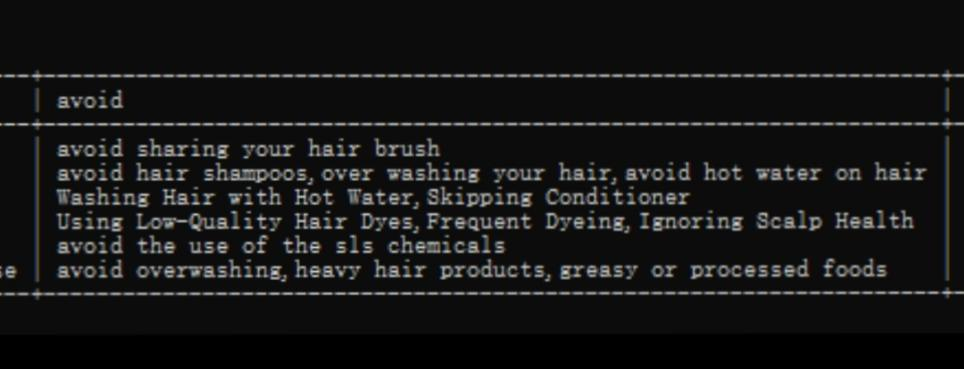 avoid
avoid sharing your hair brush
avoid hair shampoos,over washing your hair,avoid hot water on hair
Washing Hair with Hot Water,Skipping Conditioner
Using Low-Quality Hair Dyes,Frequent Dyeing,Ignoring Scalp Health
avoid the use of the sls chemicals
se avoid overwashing,heavy hair products,greasy or processed foods